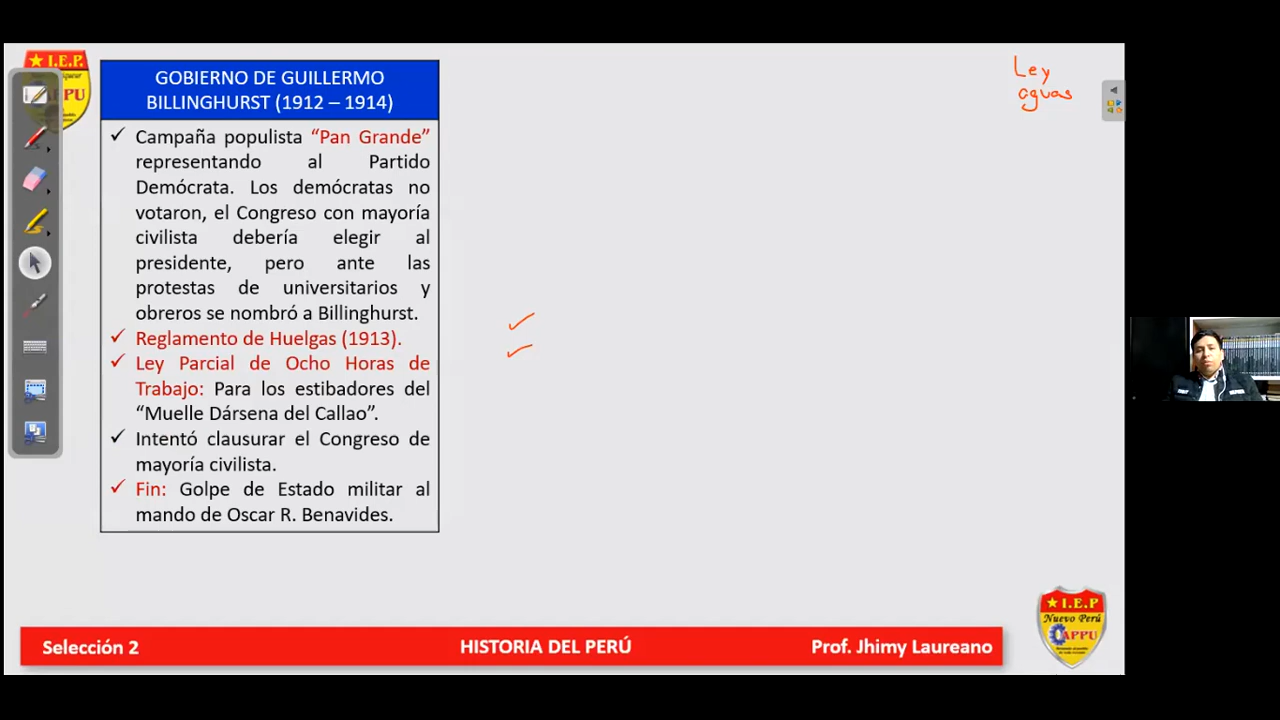 I.E.P.
APPU
GOBIERNO DE GUILLERMO
BILLINGHURST (1912 – 1914)
✓ Campaña populista “Pan Grande”
representando al Partido
Demócrata. Los demócratas no
votaron, el Congreso con mayoría
civilista debería elegir al
presidente, pero ante las
protestas de universitarios y
obreros se nombró a Billinghurst.
✓ Reglamento de Huelgas (1913).
✓ Ley Parcial de Ocho Horas de
Trabajo: Para los estibadores del
“Muelle Dársena del Callao”.
✓ Intentó clausurar el Congreso de
mayoría civilista.
✓ Fin: Golpe de Estado militar al
mando de Oscar R. Benavides.
Ley
aguas
I.E.P
Nuevo Perú
CAPPU
Selección 2
HISTORIA DEL PERÚ
Prof. Jhimy Laureano